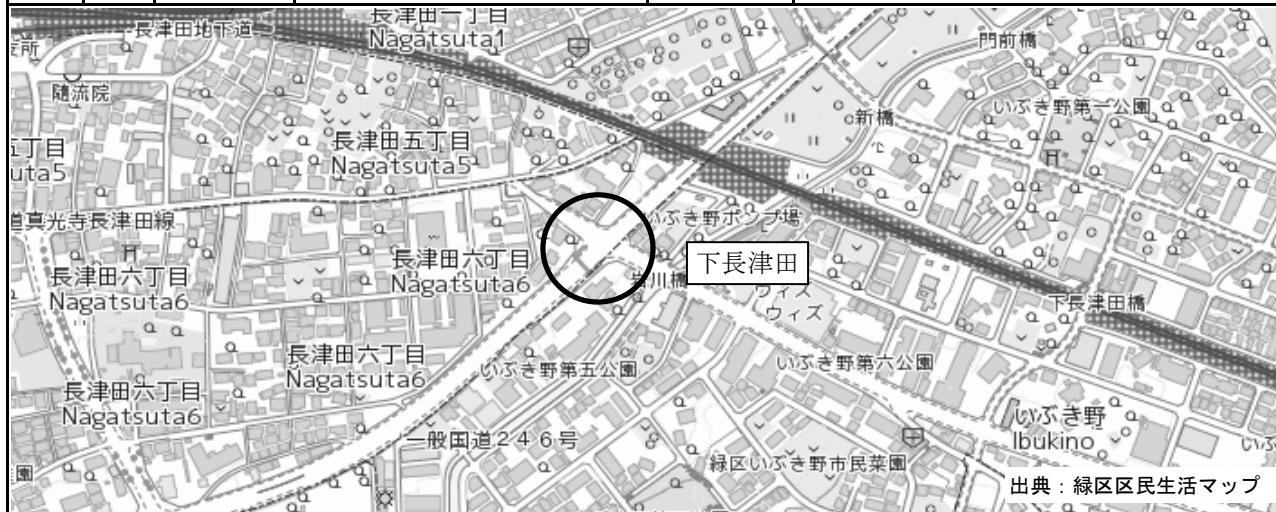 長津田一丁目
Nagatsuta1
長津田地下道
門前橋
随流院
新橋
いぶき野第一公園
長津田五丁目
Nagatsuta5
丁目
uta5
道真光寺長津田線
いぶき野ポンプ場
長津田六丁目
Nagatsuta6
長津田六丁目
Nagatsuta6
下長津田
川橋
ウィズ
ウィズ
下長津田橋
長津田六丁目
Nagatsuta6
いぶき野第五公園
いぶき野第六公園
長津田六丁目
Nagatsuta6
いぶき野
Ibukino
一般国道246号
緑区いぶき野市民菜園
出典：緑区区民生活マップ